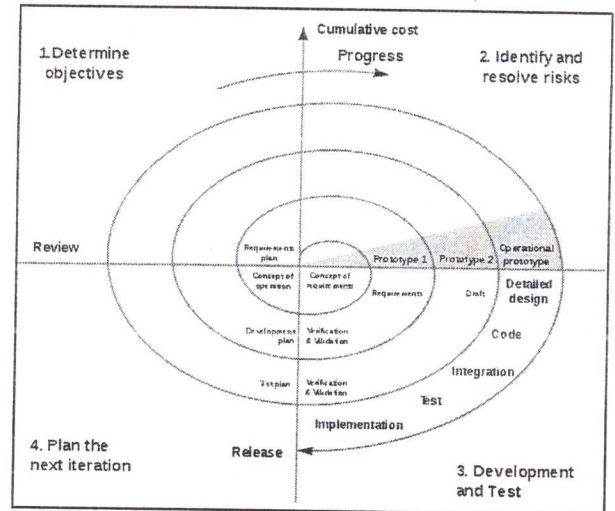 Cumulative cost
1.Determine
objectives
Progress
2. Identify and
resolve risks
Review
Requirements
plan
Prototype 1
Prototype 2
Operational
prototype
Concept of
operation
Concept of
requirements
Requirements
Draft
Detailed
design
Development
plan
Verification
& Validation
Code
Integration
Test plan
Verification
& Validation
Test
Implementation
4. Plan the
next iteration
Release
3. Development
and Test